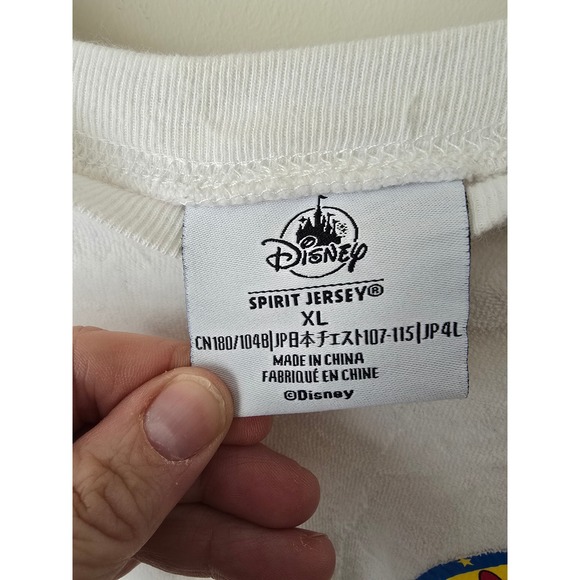 Disney
SPIRIT JERSEY®
XL
CN180/104B|JP日本チェスト107-115|JP4L
MADE IN CHINA
FABRIQUÉ EN CHINE
©Disney